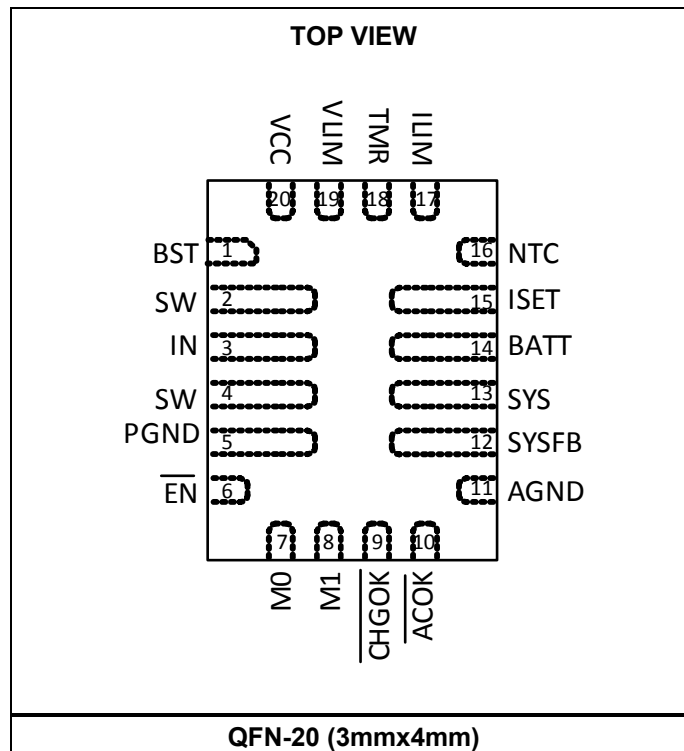 TOP VIEW
VCC
VLIM
TMR
ILIM
20
19
18
17
BST 1
16 NTC
SW 2
15 ISET
IN 3
14 BATT
SW 4
13 SYS
PGND 5
12 SYSFB
EN 6
11 AGND
7
8
9
10
M0
M1
CHGOK
ACOK
QFN-20 (3mmx4mm)